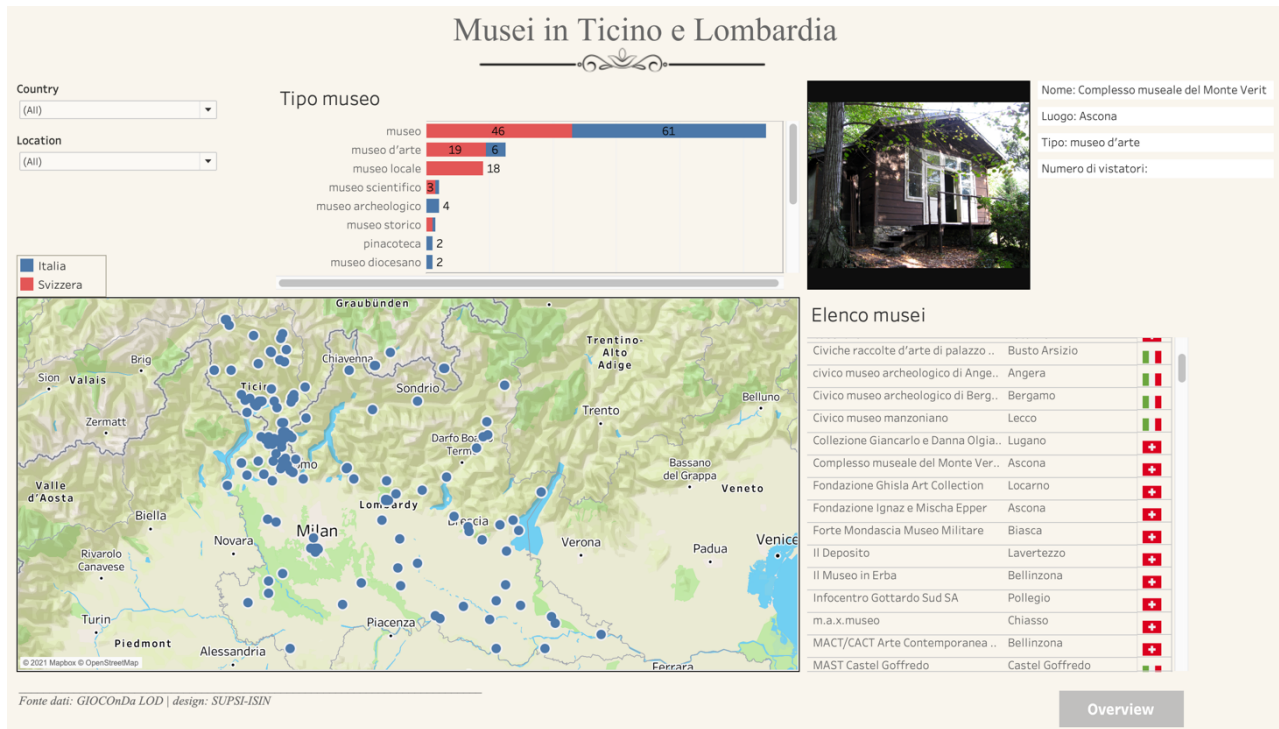 Musei in Ticino e Lombardia
Country
(All)
Location
(All)
Italia
Svizzera
Tipo museo
museo 46 61
museo d'arte 19 6
museo locale 18
museo scientifico 3
museo archeologico 4
museo storico
pinacoteca 2
museo diocesano 2
Nome: Complesso museale del Monte Verit
Luogo: Ascona
Tipo: museo d'arte
Numero di vistatori:
Graubünden
Brig
Chiavenna
Trentino-
Alto
Adige
Sion
Valais
Sondrio
Belluno
Zermatt
Trento
Darfo Boa
Term
Bassano
del Grappa
Valle
d'Aosta
Veneto
Lombardy
Biella
Brescia
Milan
Novara
Verona
Padua
Venice
Rivarolo
Canavese
Turin
Piacenza
Piedmont
Alessandria
Ferrara
© 2021 Mapbox © OpenStreetMap
Elenco musei
Civiche raccolte d'arte di palazzo .. Busto Arsizio
civico museo archeologico di Ange.. Angera
Civico museo archeologico di Berg.. Bergamo
Civico museo manzoniano Lecco
Collezione Giancarlo e Danna Olgia.. Lugano
Complesso museale del Monte Ver.. Ascona
Fondazione Ghisla Art Collection Locarno
Fondazione Ignaz e Mischa Epper Ascona
Forte Mondascia Museo Militare Biasca
Il Deposito Lavertezzo
Il Museo in Erba Bellinzona
Infocentro Gottardo Sud SA Pollegio
m.a.x.museo Chiasso
MACT/CACT Arte Contemporanea .. Bellinzona
MAST Castel Goffredo Castel Goffredo
Fonte dati: GIOCOnDa LOD | design: SUPSI-ISIN
Overview